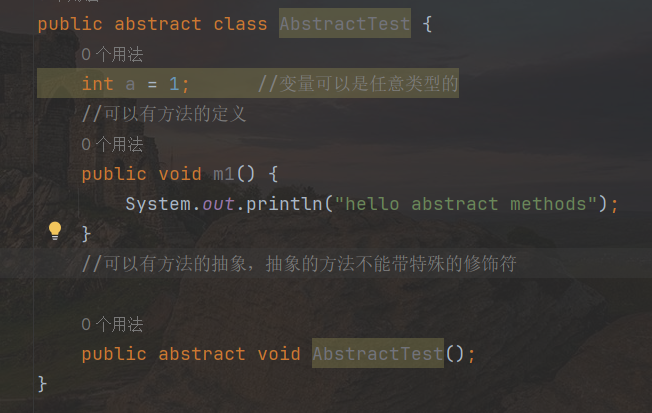 public abstract class AbstractTest {
0 个用法
int a = 1; //变量可以是任意类型的
//可以有方法的定义
0 个用法
public void m1() {
System.out.println("hello abstract methods");
}
//可以有方法的抽象，抽象的方法不能带特殊的修饰符
0 个用法
public abstract void AbstractTest();
}